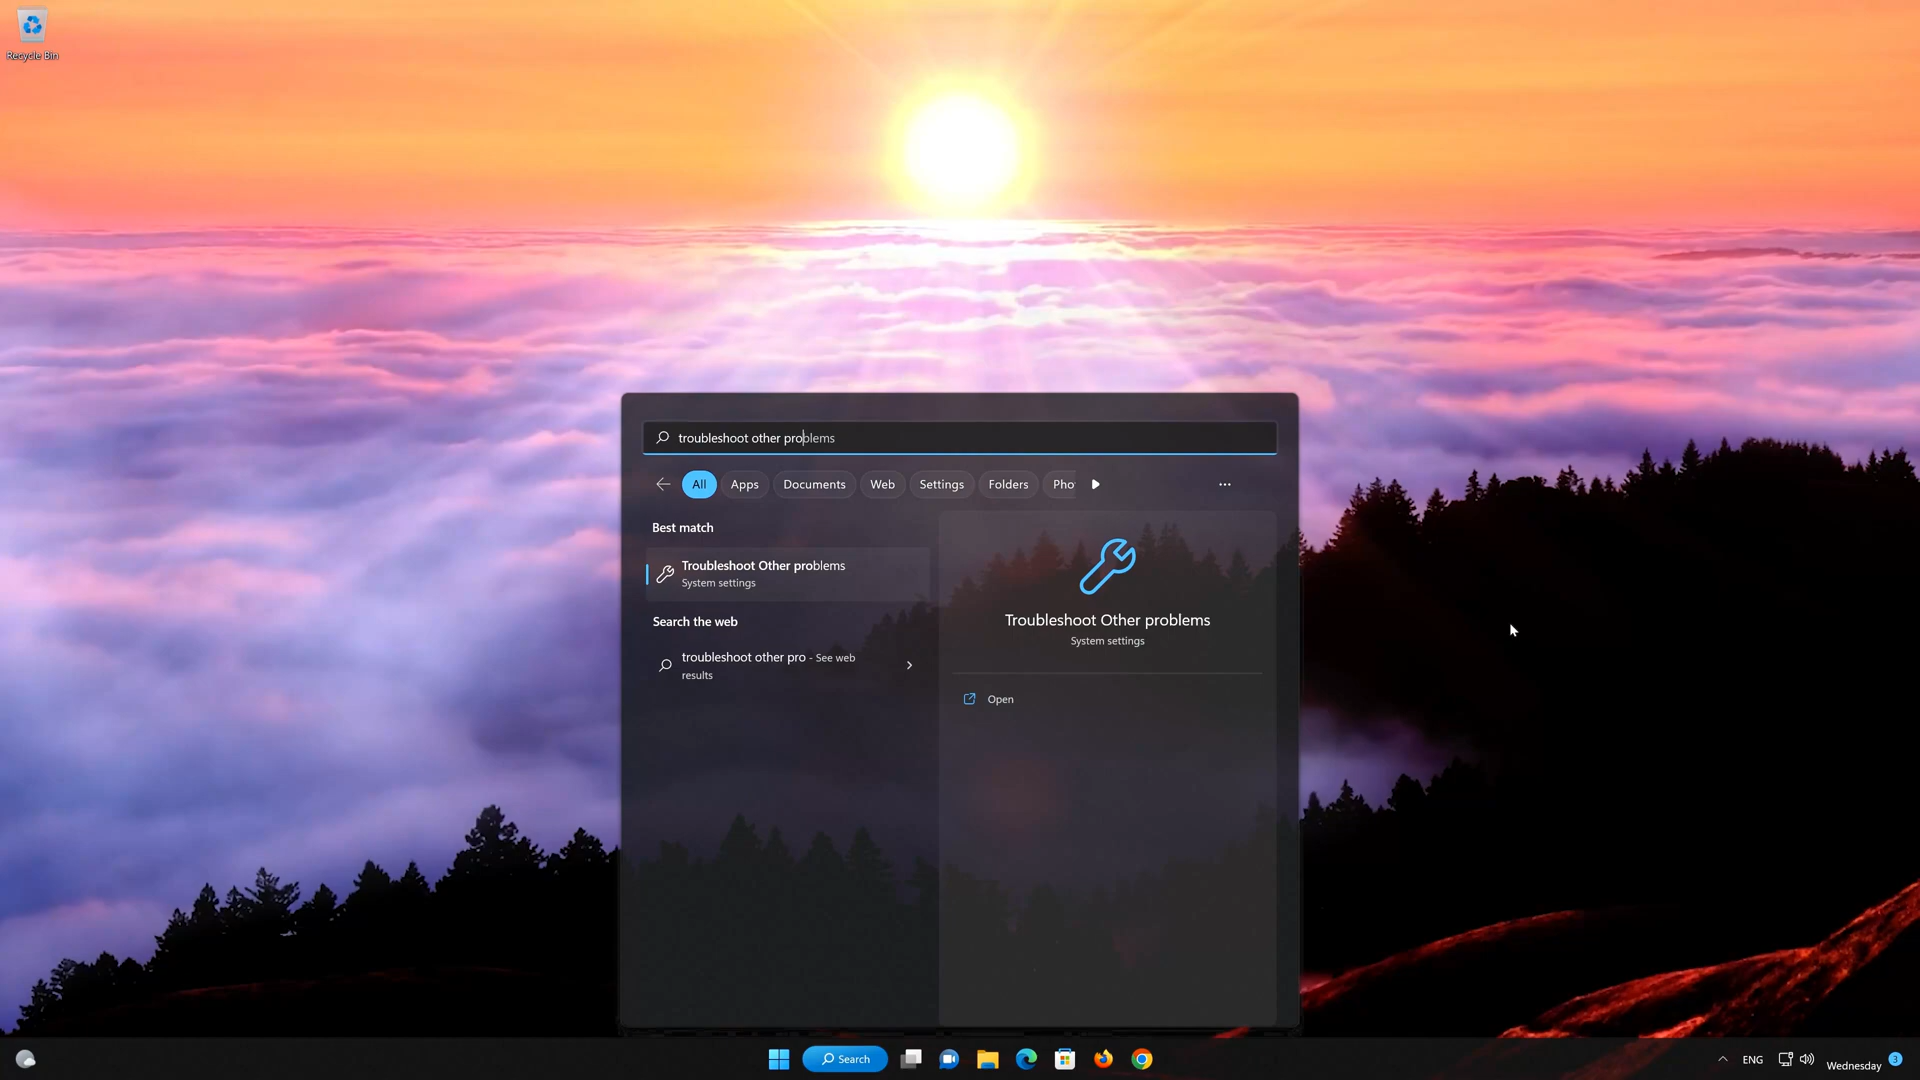 Recycle Bin
troubleshoot other problems
All
Apps
Documents
Web
Settings
Folders
Pho
Best match
Troubleshoot Other problems
System settings
Search the web
troubleshoot other pro - See web
results
Troubleshoot Other problems
System settings
Open
Search
ENG
Wednesday
3